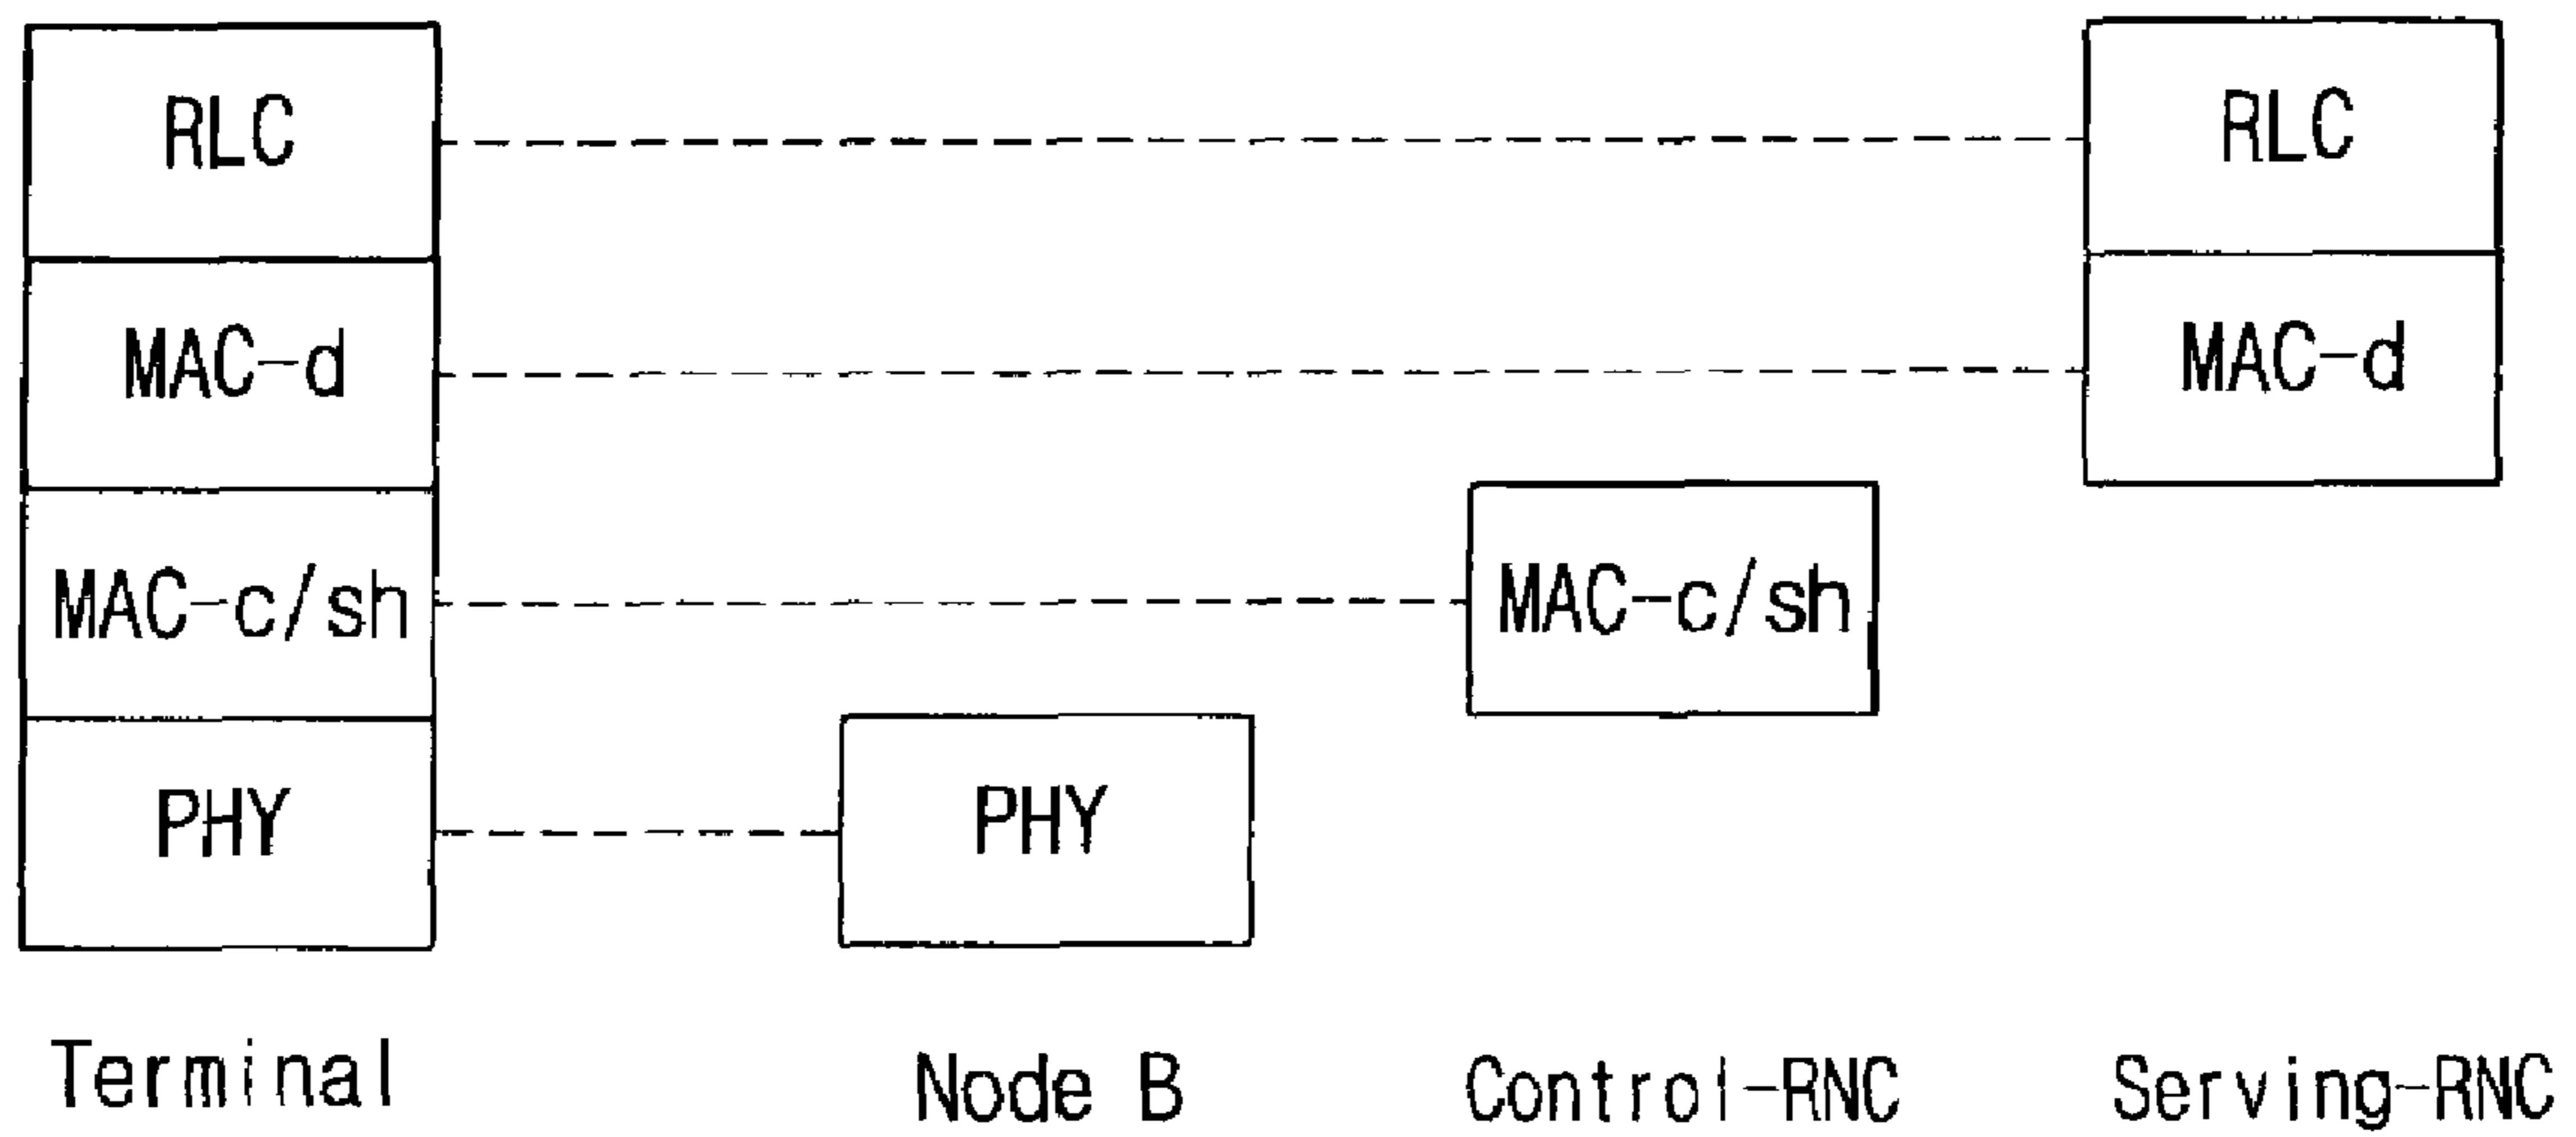 RLC
RLC
MAC-d
MAC-d
MAC-c/sh
MAC-c/sh
PHY
PHY
Terminal
Node B
Control-RNC
Serving-RNC